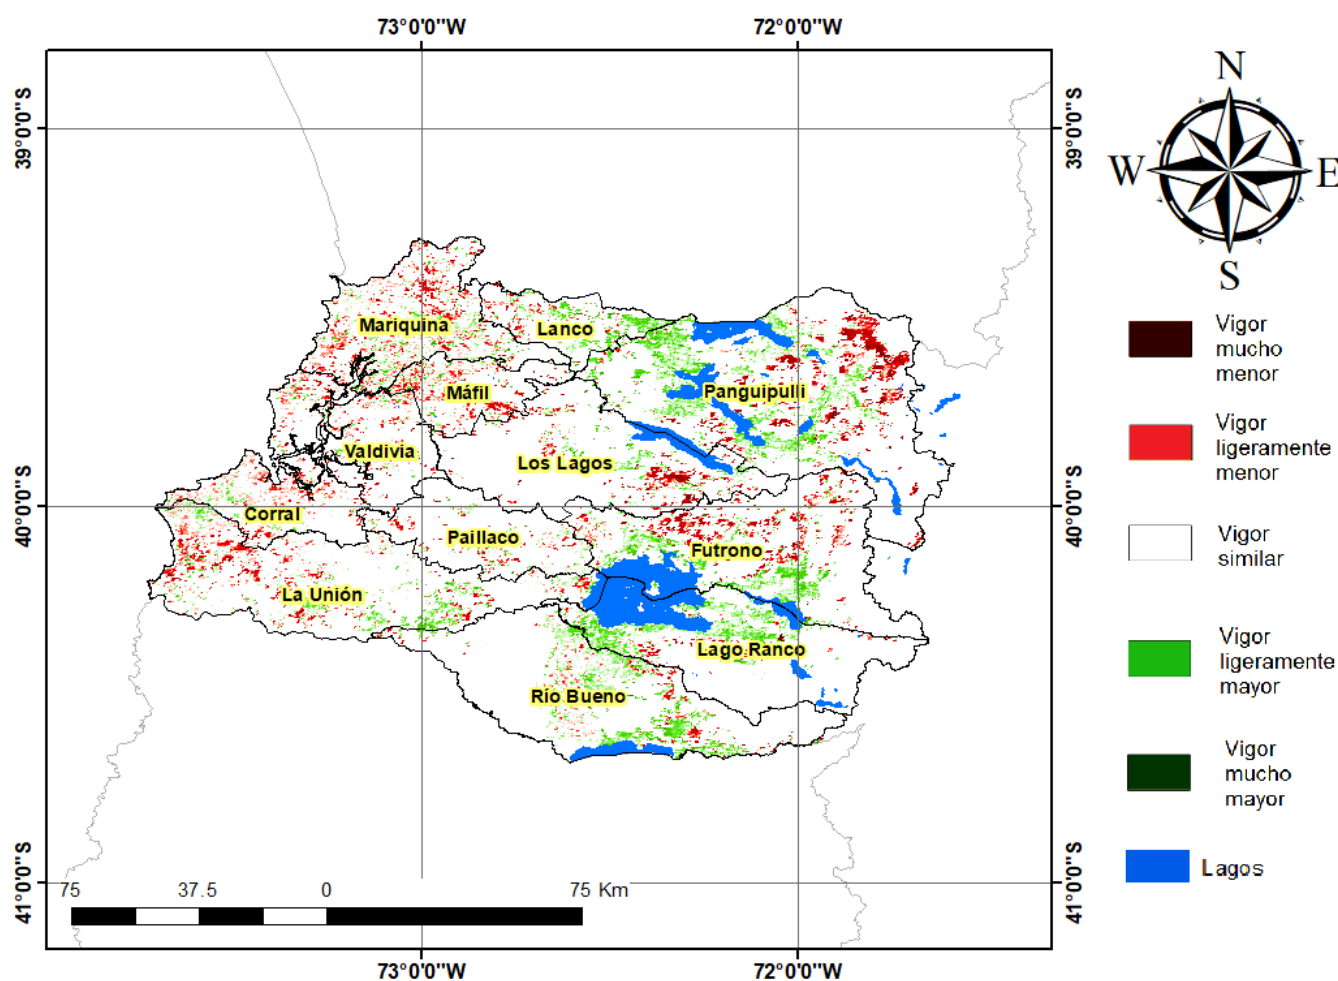 73°0'0"W 72°0'0"W
39°0'0"S 39°0'0"S
N
W E
S
Vigor
mucho
menor
Vigor
ligeramente
menor
Vigor
similar
Vigor
ligeramente
mayor
Vigor
mucho
mayor
Lagos
Mariquina
Lanco
Máfil
Panguipulli
Valdivia
Los Lagos
40°0'0"S 40°0'0"S
Corral
Paillaco
Futrono
La Unión
Lago Ranco
Río Bueno
41°0'0"S 41°0'0"S
75 37.5 0 75 Km
73°0'0"W 72°0'0"W